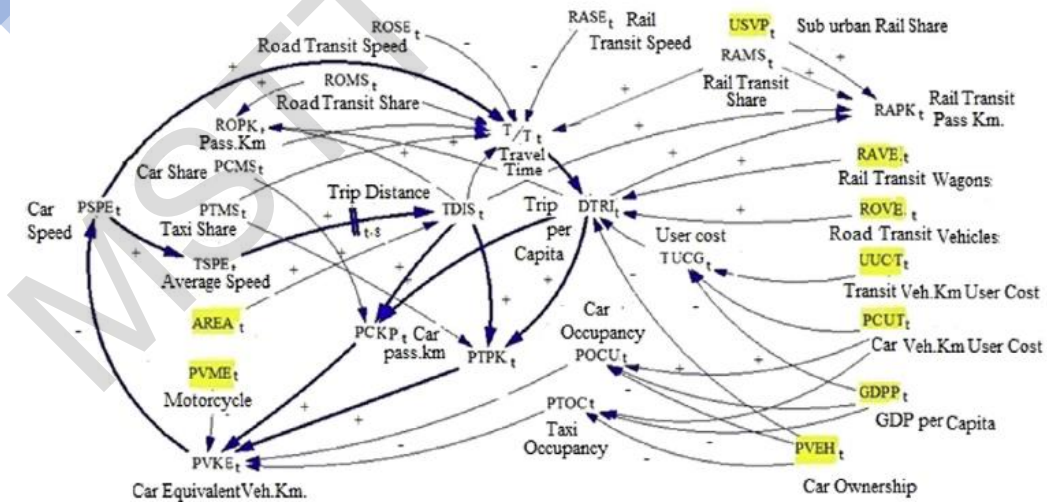 ROSE t
Road Transit Speed
RASE t Rail
Transit Speed
USVP t
Sub urban Rail Share
ROMS t
Road Transit Share
RAMS t
Rail Transit
Share
RAPK t
Rail Transit
Pass Km.
ROPK t
Pass.Km
T/T t
Travel
Time
Car Share
PCMS t
RAVE t
Rail Transit Wagons
PTMS t
Taxi Share
Trip Distance
t-8
TDIS t
Trip
per
Capita
DTRI t
ROVE t
Road Transit Vehicles
Car
Speed
PSPE t
TSPE t
Average Speed
User cost
TUCG t
UUCT t
Transit Veh.Km User Cost
AREA t
PCKP t Car
pass.km
PTPK t
Car
Occupancy
POCU t
PCUT t
Car Veh.Km User Cost
PVME t
Motorcycle
PTOC t
Taxi
Occupancy
GDPP t
GDP per Capita
PVKE t
Car Equivalent Veh.Km.
PVEH t
Car Ownership
MSTT